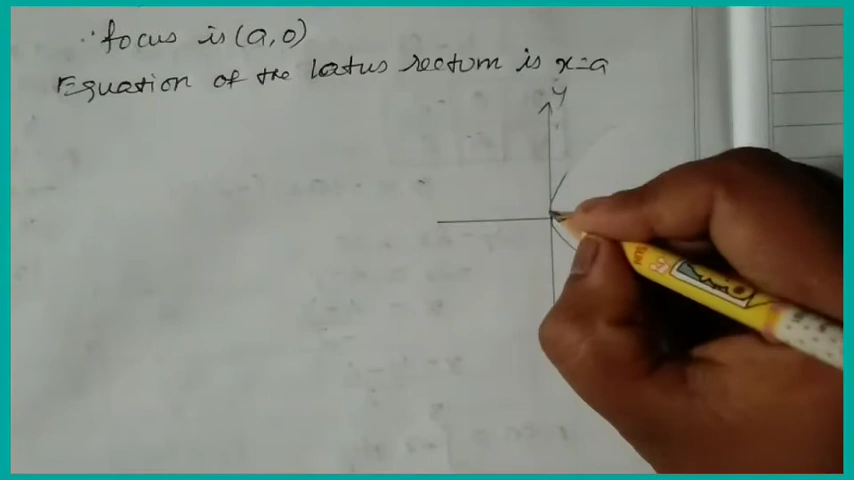 ∴ focus is (a, 0)
Equation of the latus rectum is x=a
y